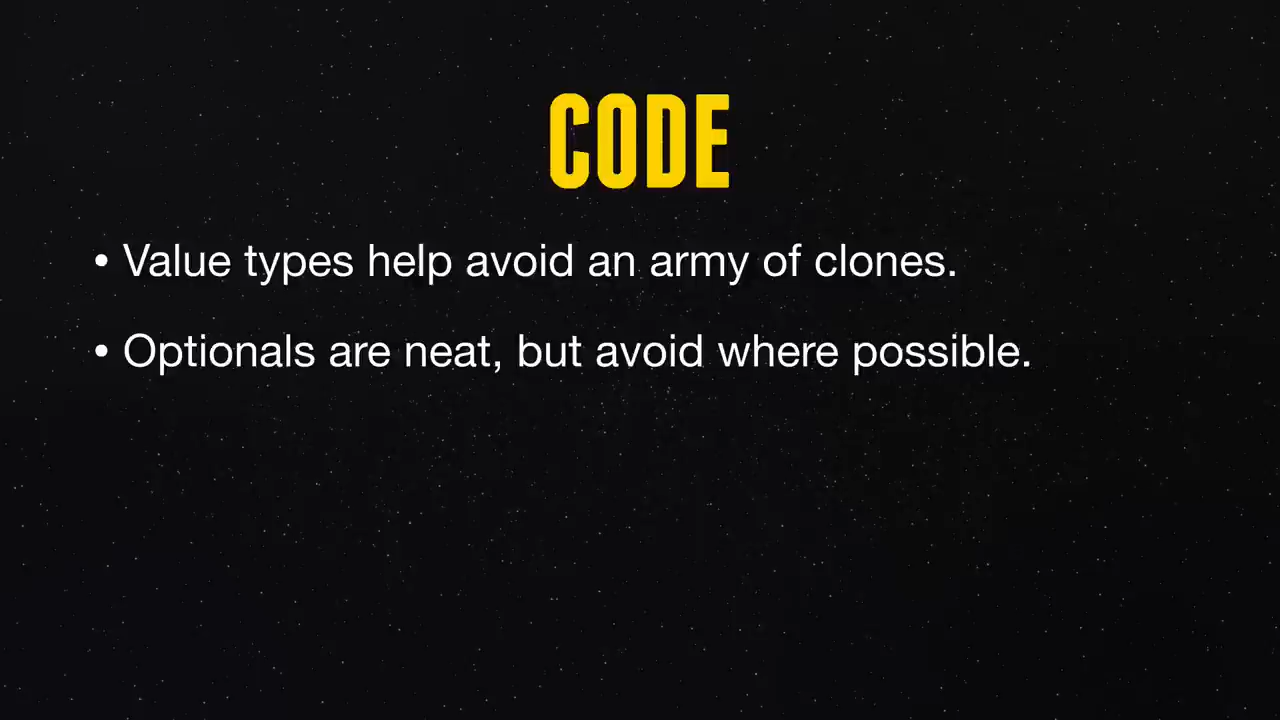 CODE
• Value types help avoid an army of clones.
• Optionals are neat, but avoid where possible.